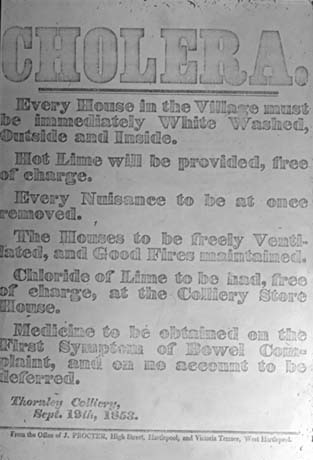 CHOLERA.
Every House in the Village must
be immediately White Washed,
Outside and Inside.
Hot Lime will be provided, free
of charge.
Every Nuisance to be at once
removed.
The Houses to be freely Venti-
lated, and Good Fires maintained.
Chloride of Lime to be had, free
of charge, at the Colliery Store
House.
Medicine to be obtained on the
First Symptom of Bowel Com-
plaint, and on no account to be
deferred.
Thornley Colliery,
Sept. 19th, 1853.
From the Office of J. PROCTER, High Street, Hartlepool, and Victoria Terrace, West Hartlepool.